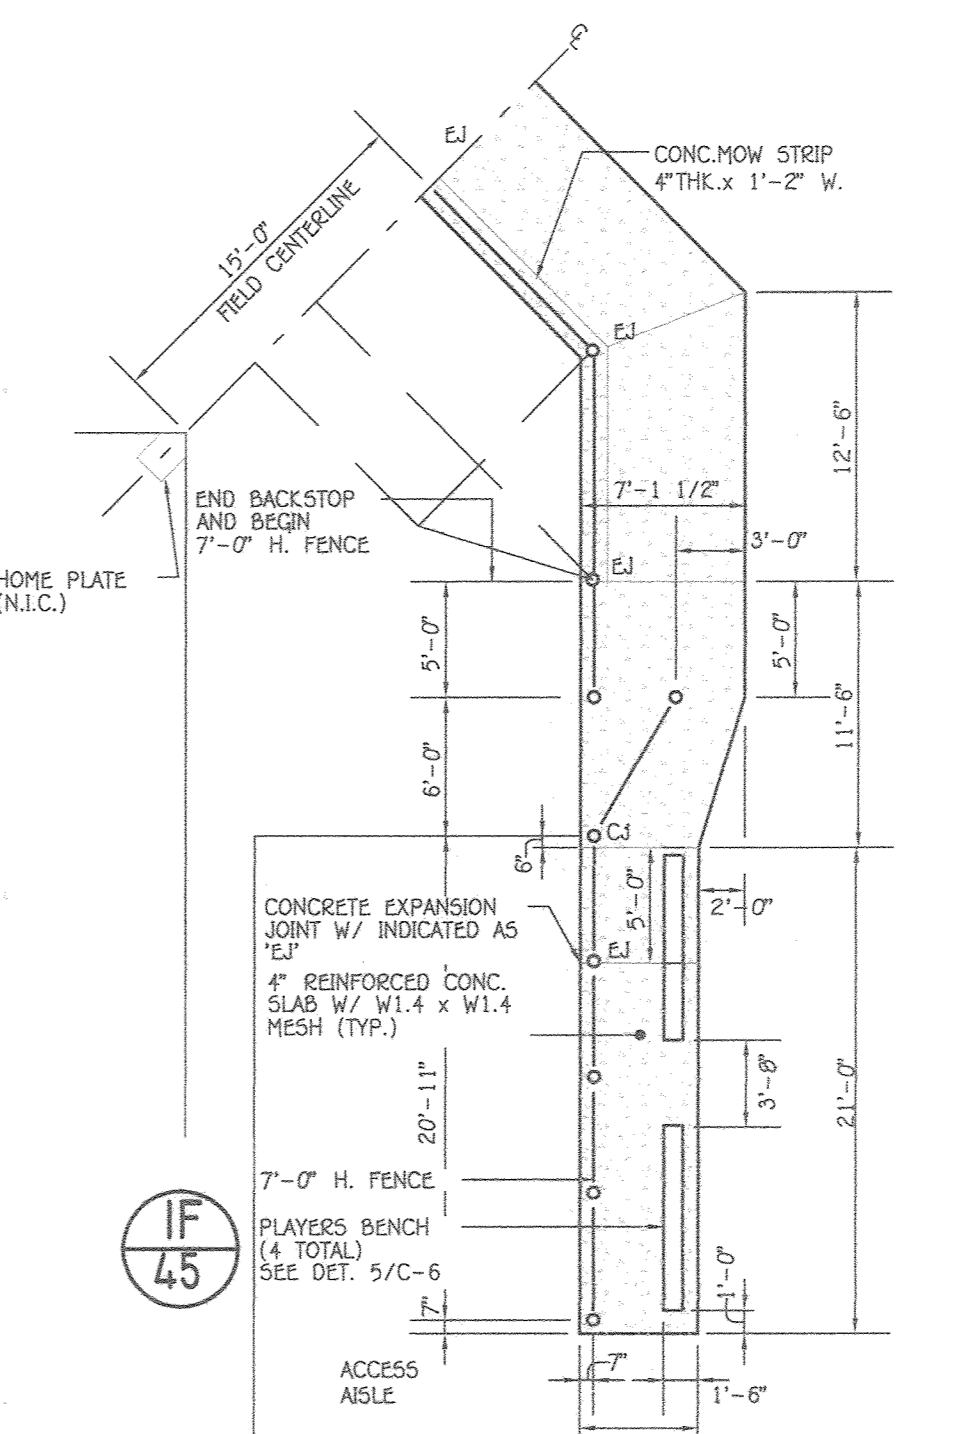 ℄
EJ
CONC.MOW STRIP
4"THK.x 1'-2" W.
15'-0"
FIELD CENTERLINE
EJ
12'-6"
7'-1 1/2"
END BACKSTOP
AND BEGIN
7'-0" H. FENCE
3'-0"
EJ
HOME PLATE
(N.I.C.)
5'-0"
5'-0"
11'-6"
6'-0"
CJ
6"
5'-0"
2'-0"
CONCRETE EXPANSION
JOINT W/ INDICATED AS
'EJ'
EJ
4" REINFORCED CONC.
SLAB W/ W1.4 x W1.4
MESH (TYP.)
3'-8"
21'-0"
20'-11"
7'-0" H. FENCE
1F
45
PLAYERS BENCH
(4 TOTAL)
SEE DET. 5/C-6
1'-0"
7"
ACCESS
AISLE
7"
1'-6"